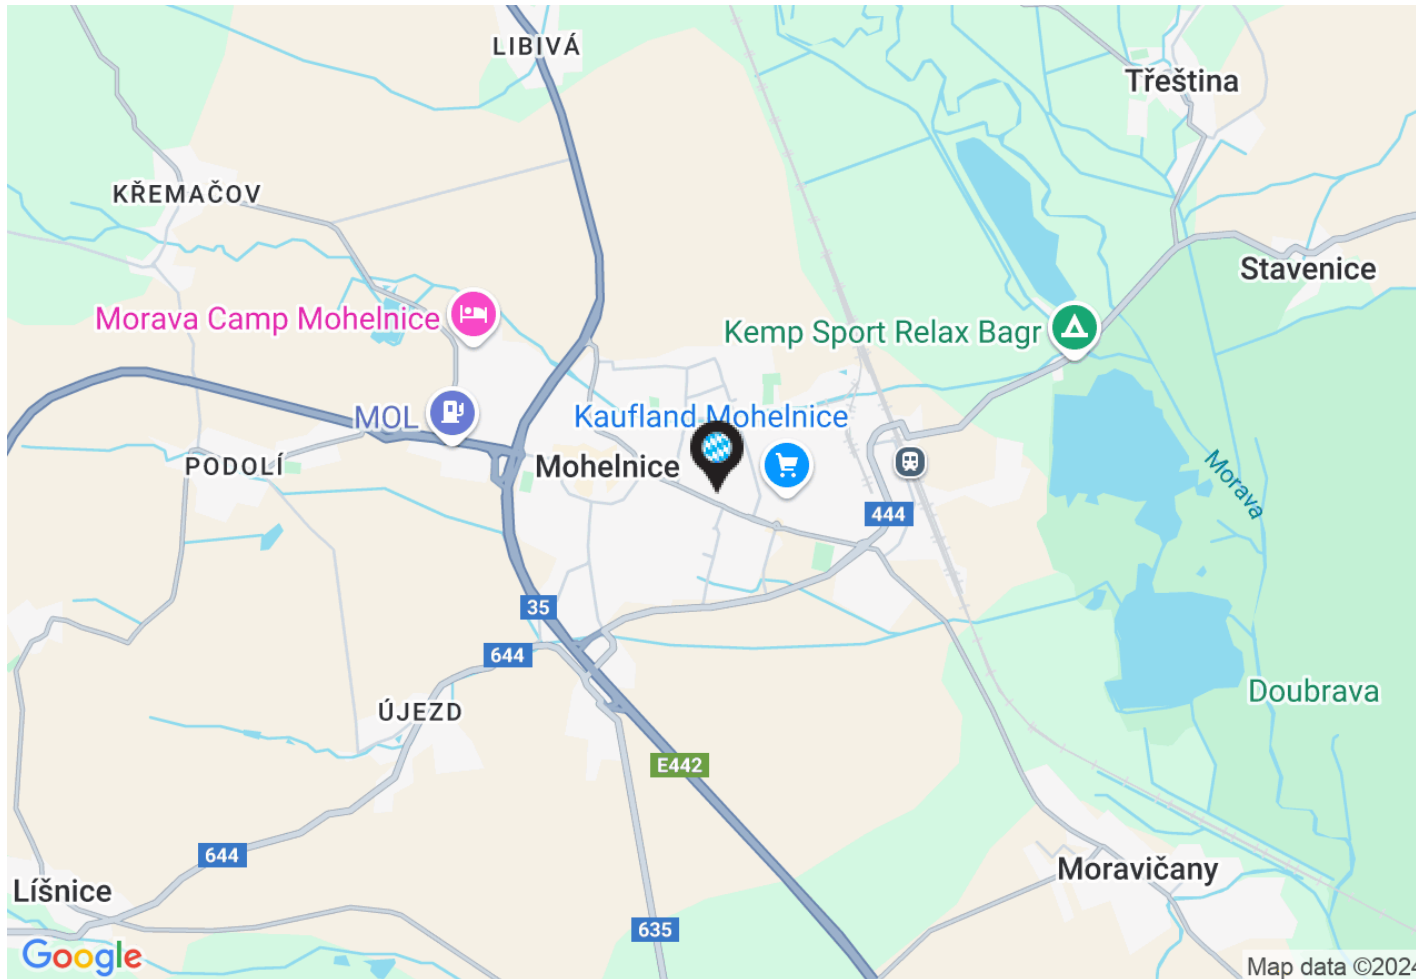 LIBIVÁ
Třeština
KŘEMAČOV
Stavenice
Morava Camp Mohelnice
Kemp Sport Relax Bagr
MOL
Kaufland Mohelnice
PODOLÍ
Mohelnice
Morava
444
35
644
Doubrava
ÚJEZD
E442
644
Moravičany
Líšnice
635
Google
Map data ©2024